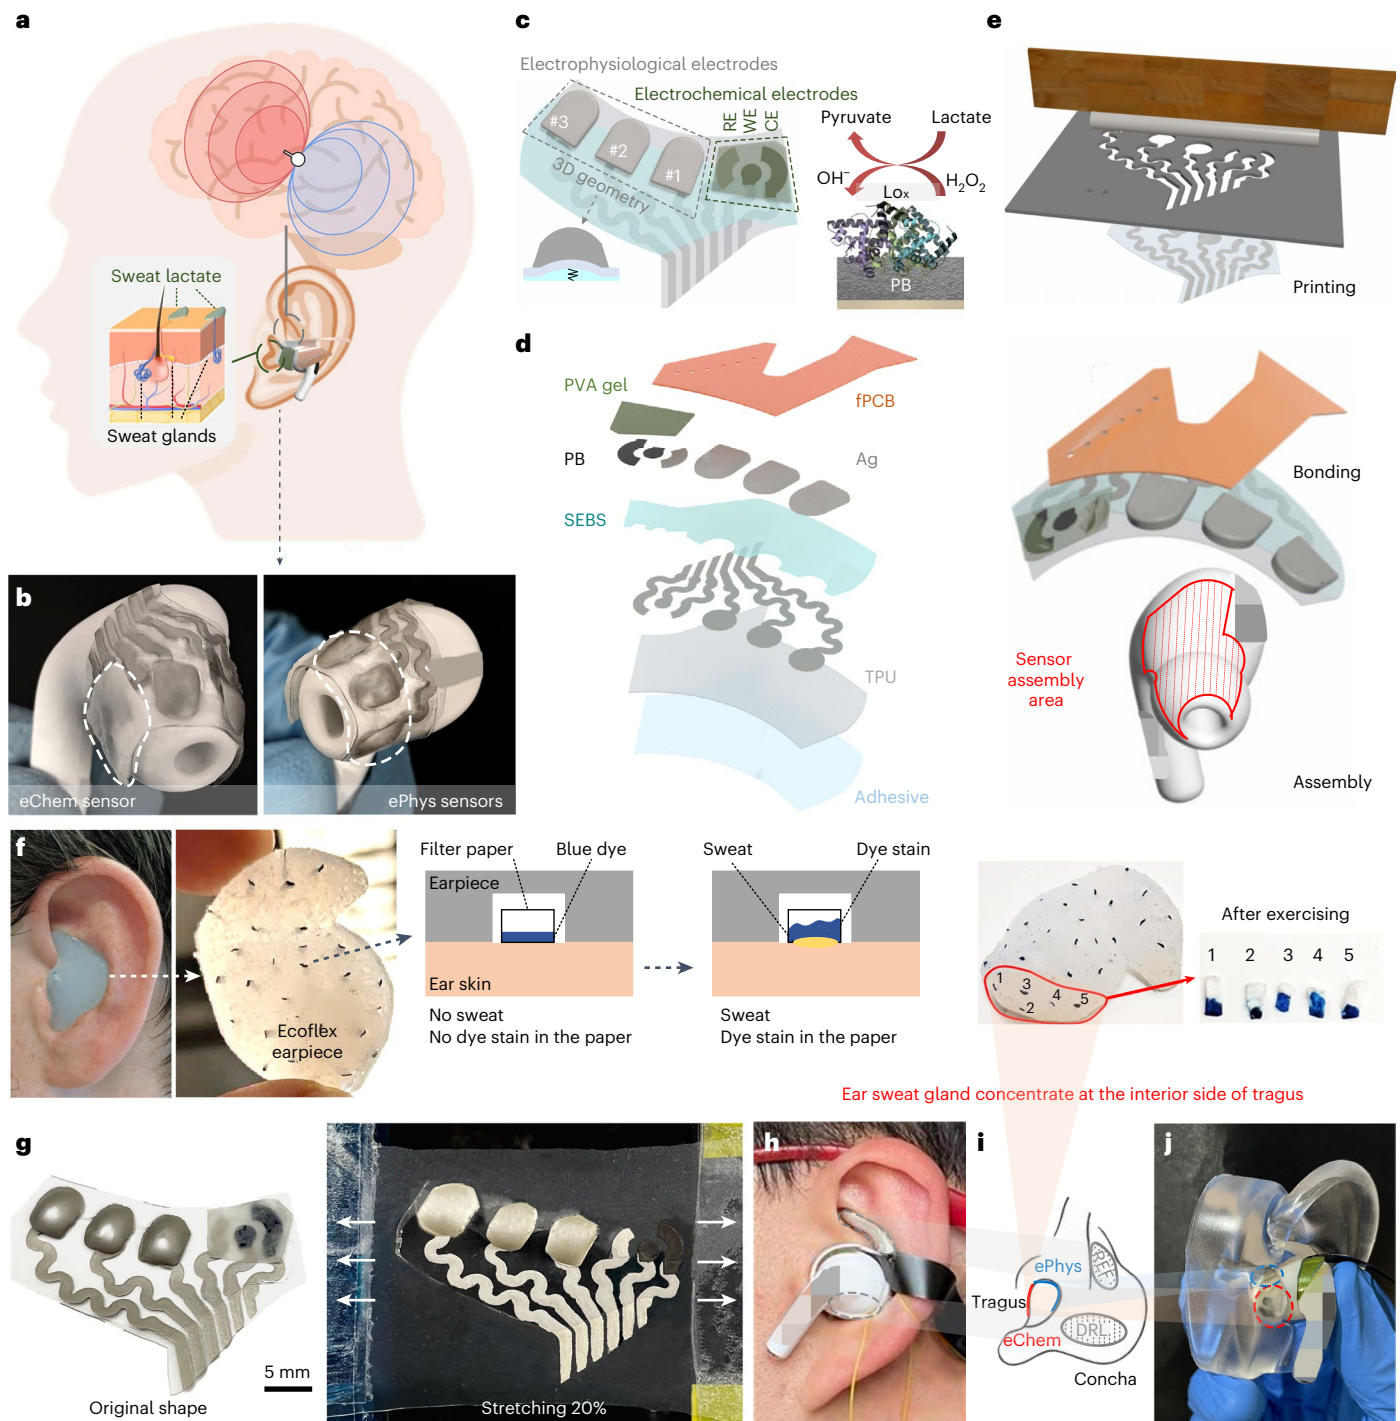 a
Sweat lactate
Sweat glands
b
eChem sensor
ePhys sensors
c
Electrophysiological electrodes
Electrochemical electrodes
#3
#2
#1
RE
WE
CE
3D geometry
Pyruvate
Lactate
OH⁻
H₂O₂
Loₓ
PB
d
PVA gel
fPCB
PB
Ag
SEBS
TPU
Adhesive
e
Printing
Bonding
Sensor
assembly
area
Assembly
f
Ecoflex
earpiece
Filter paper
Blue dye
Earpiece
Ear skin
No sweat
No dye stain in the paper
Sweat
Dye stain
Sweat
Dye stain in the paper
1
3
2
4
5
After exercising
1 2 3 4 5
Ear sweat gland concentrate at the interior side of tragus
g
5 mm
Original shape
Stretching 20%
h
i
ePhys
REF
Tragus
DRL
eChem
Concha
j